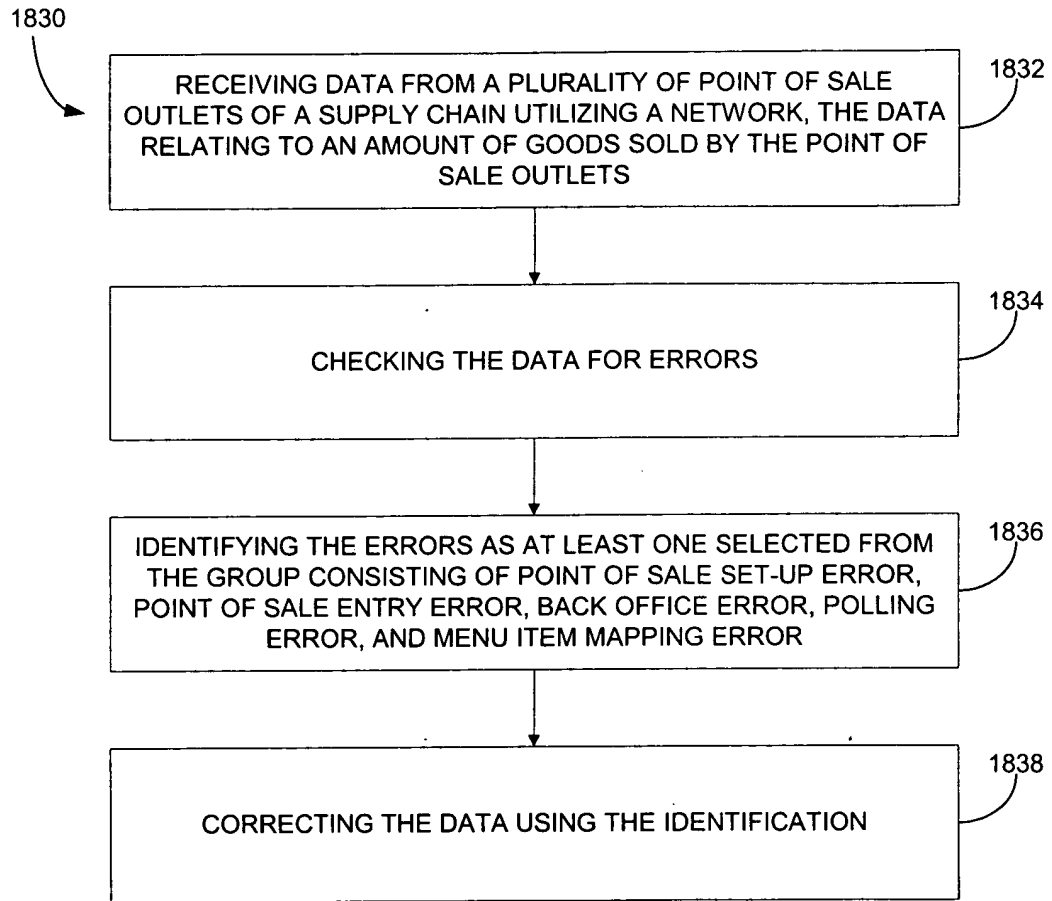 1830
RECEIVING DATA FROM A PLURALITY OF POINT OF SALE
OUTLETS OF A SUPPLY CHAIN UTILIZING A NETWORK, THE DATA
RELATING TO AN AMOUNT OF GOODS SOLD BY THE POINT OF
SALE OUTLETS
1832
CHECKING THE DATA FOR ERRORS
1834
IDENTIFYING THE ERRORS AS AT LEAST ONE SELECTED FROM
THE GROUP CONSISTING OF POINT OF SALE SET-UP ERROR,
POINT OF SALE ENTRY ERROR, BACK OFFICE ERROR, POLLING
ERROR, AND MENU ITEM MAPPING ERROR
1836
CORRECTING THE DATA USING THE IDENTIFICATION
1838